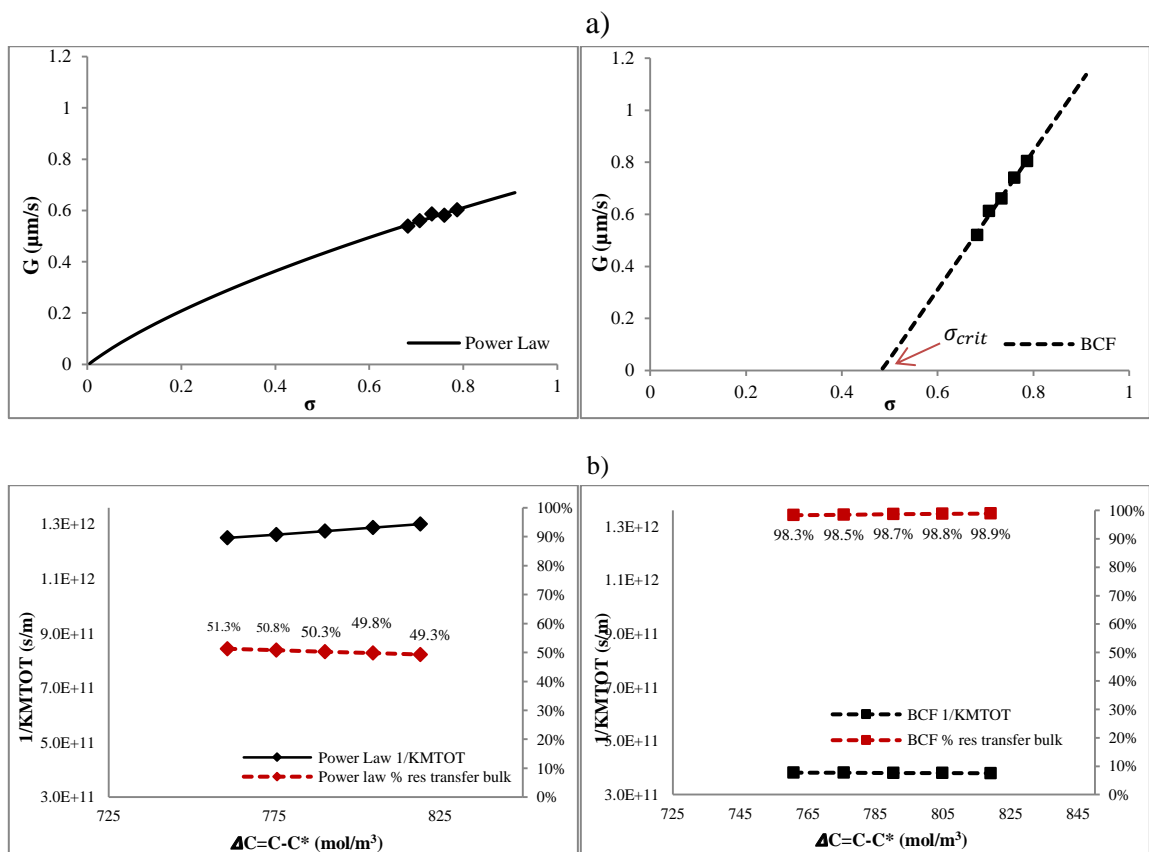 a)
1.2
1
0.8
0.6
0.4
0.2
0
G (µm/s)
0 0.2 0.4 0.6 0.8 1
σ
Power Law
1.2
1
0.8
0.6
0.4
0.2
0
G (µm/s)
0 0.2 0.4 0.6 0.8 1
σ
σcrit
BCF
b)
1.3E+12
1.1E+12
9.0E+11
7.0E+11
5.0E+11
3.0E+11
1/KMTOT (s/m)
100%
90%
80%
70%
60%
50%
40%
30%
20%
10%
0%
51.3% 50.8% 50.3% 49.8% 49.3%
Power Law 1/KMTOT
Power law % res transfer bulk
725 775 825
ΔC=C-C* (mol/m³)
1.3E+12
1.1E+12
9.0E+11
7.0E+11
5.0E+11
3.0E+11
1/KMTOT (s/m)
100%
90%
80%
70%
60%
50%
40%
30%
20%
10%
0%
98.3% 98.5% 98.7% 98.8% 98.9%
BCF 1/KMTOT
BCF % res transfer bulk
725 745 765 785 805 825 845
ΔC=C-C* (mol/m³)